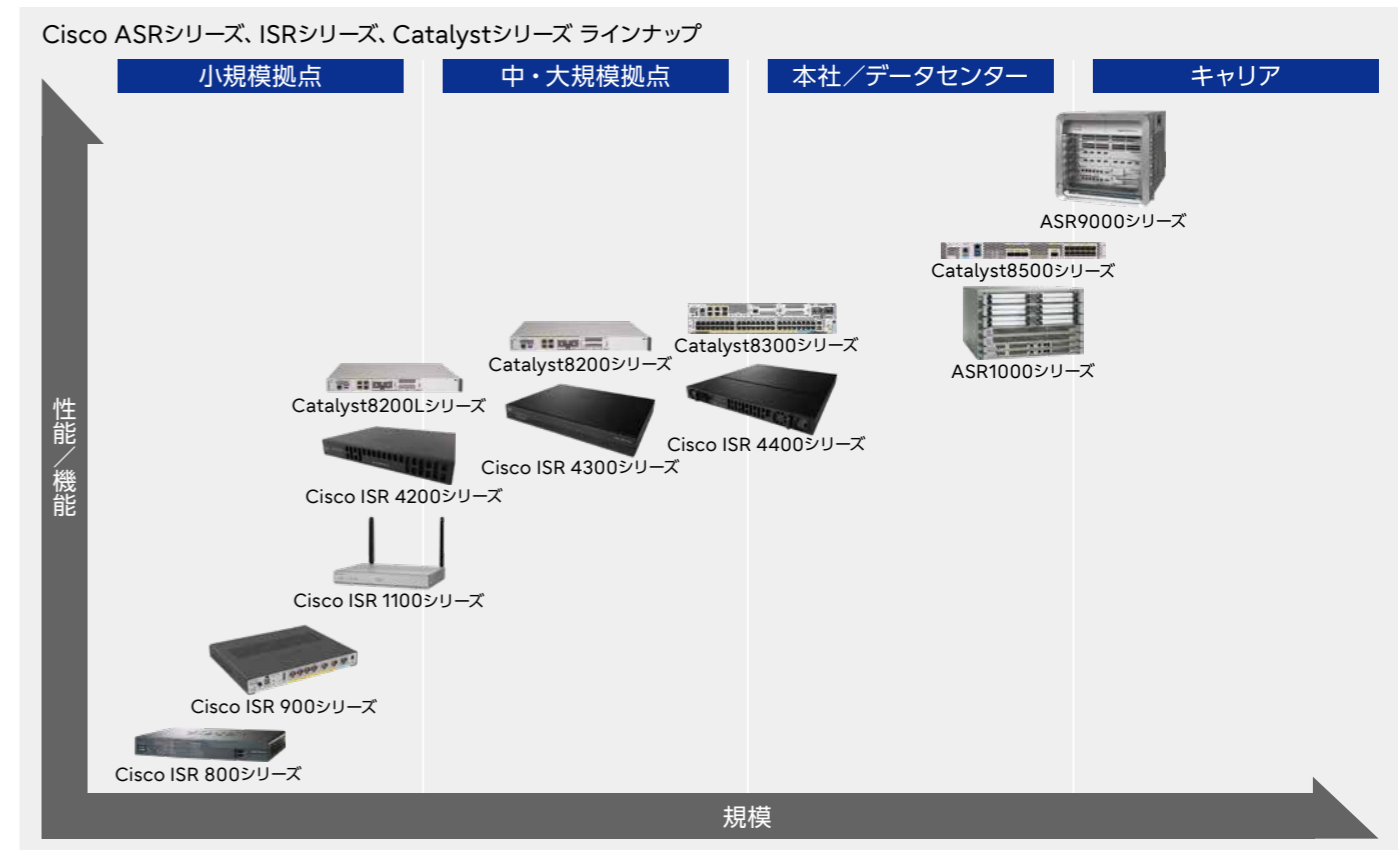 Cisco ASRシリーズ、ISRシリーズ、Catalystシリーズ ラインナップ
小規模拠点
中・大規模拠点
本社／データセンター
キャリア
ASR9000シリーズ
Catalyst8500シリーズ
ASR1000シリーズ
Catalyst8300シリーズ
Catalyst8200シリーズ
Catalyst8200Lシリーズ
Cisco ISR 4400シリーズ
Cisco ISR 4300シリーズ
Cisco ISR 4200シリーズ
Cisco ISR 1100シリーズ
Cisco ISR 900シリーズ
Cisco ISR 800シリーズ
性能／機能
規模